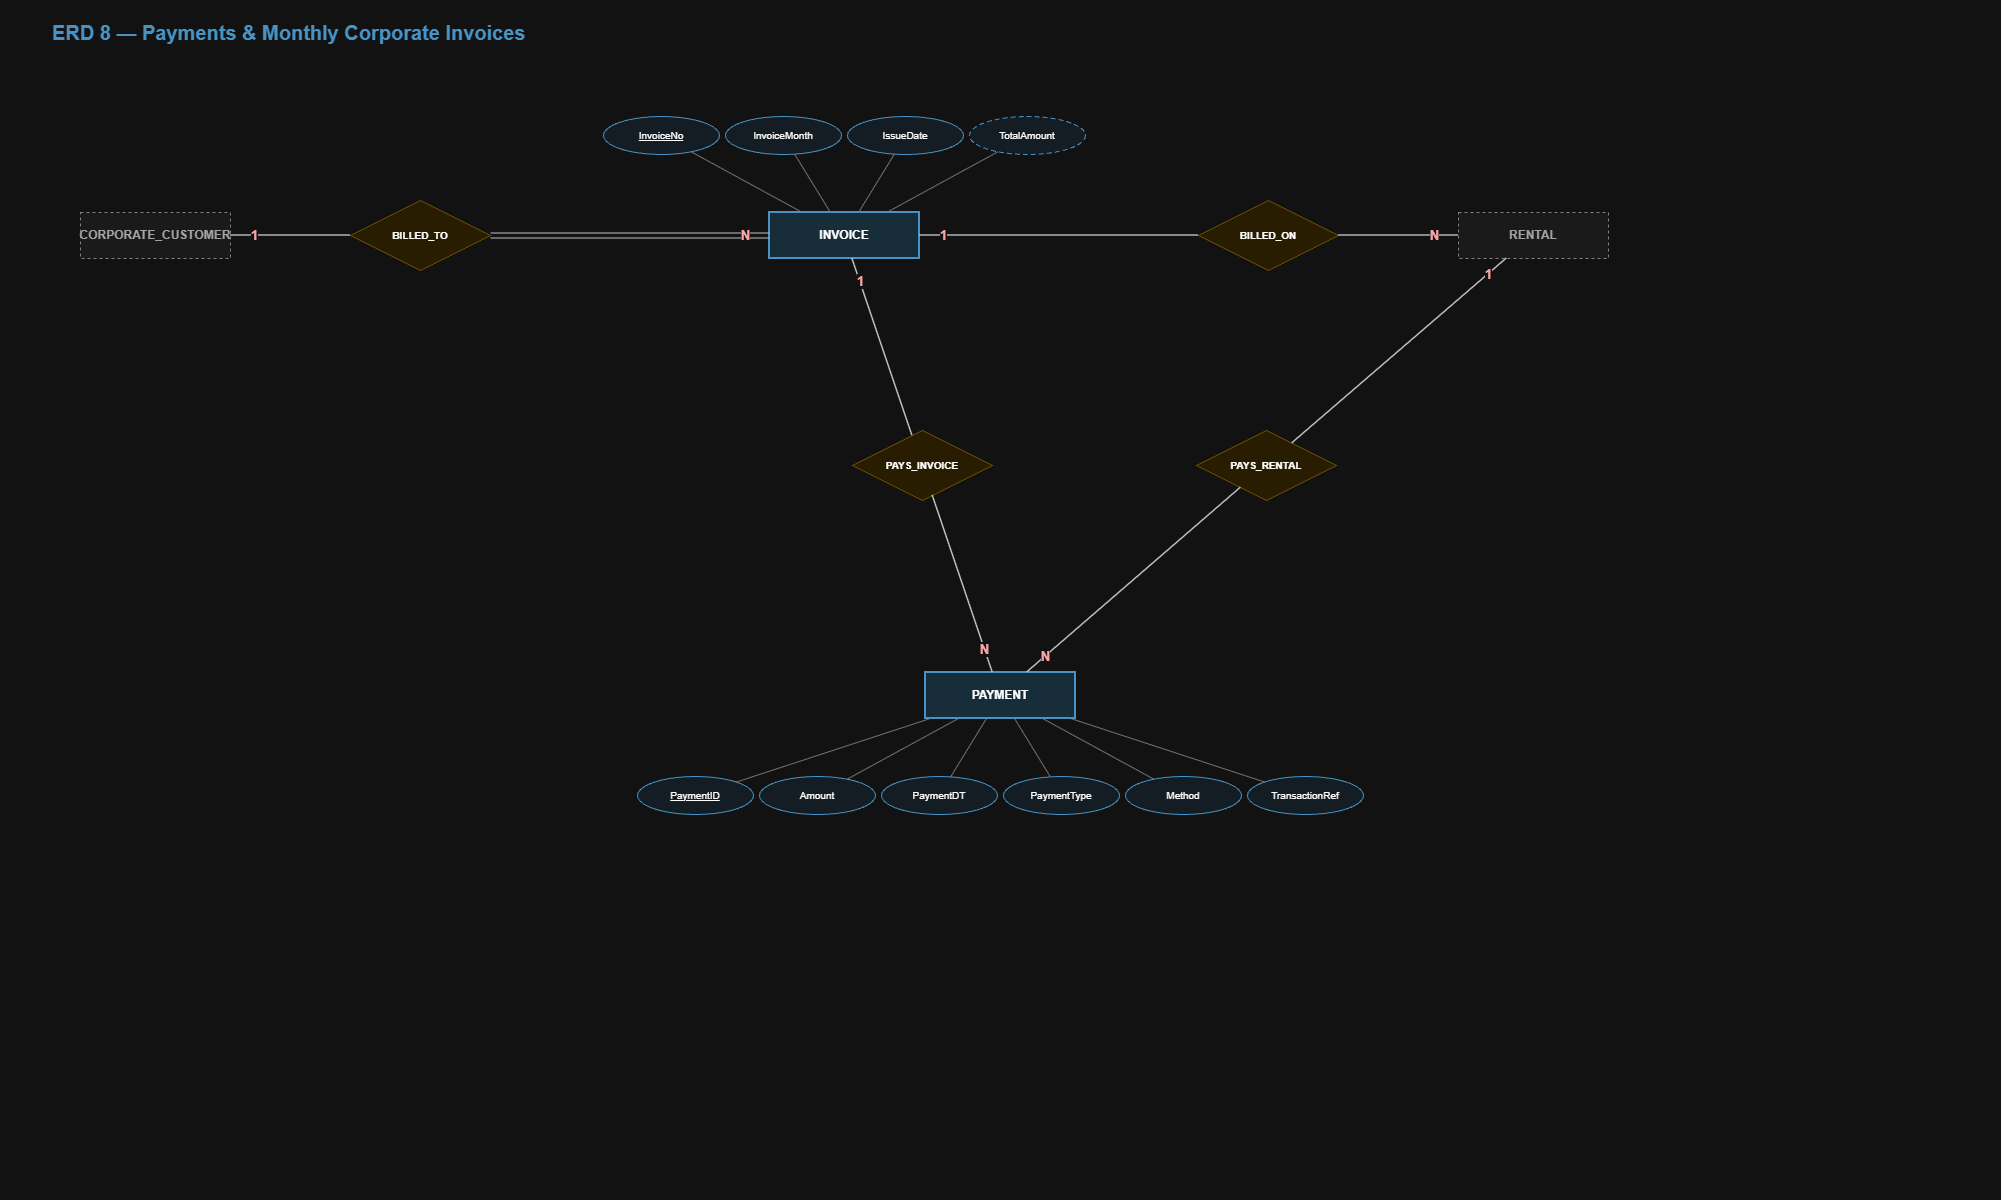 ERD 8 — Payments & Monthly Corporate Invoices
InvoiceNo
InvoiceMonth
IssueDate
TotalAmount
CORPORATE_CUSTOMER
1
BILLED_TO
N
INVOICE
1
BILLED_ON
N
RENTAL
1
1
PAYS_INVOICE
PAYS_RENTAL
N
N
PAYMENT
PaymentID
Amount
PaymentDT
PaymentType
Method
TransactionRef